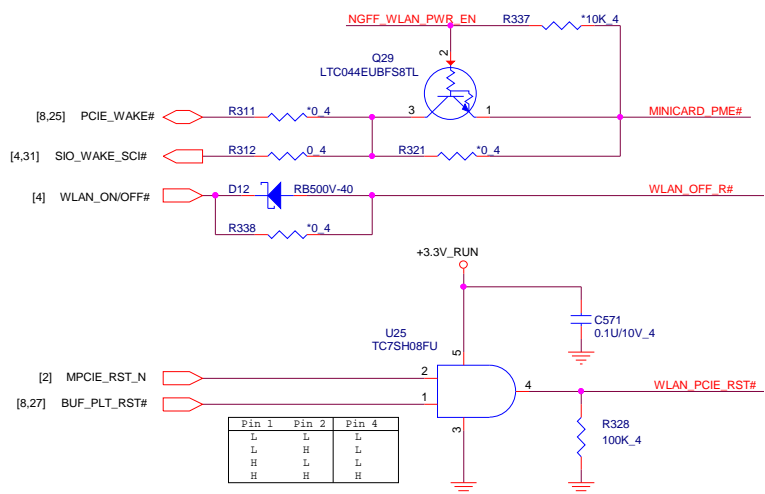 NGFF_WLAN_PWR_EN
R337
*10K_4
Q29
LTC044EUBFS8TL
2
3
1
[8,25] PCIE_WAKE#
R311
*0_4
MINICARD_PME#
[4,31] SIO_WAKE_SCI#
R312
0_4
R321
*0_4
[4] WLAN_ON/OFF#
D12
RB500V-40
WLAN_OFF_R#
R338
*0_4
+3.3V_RUN
C571
0.1U/10V_4
U25
TC7SH08FU
5
[2] MPCIE_RST_N
2
4
WLAN_PCIE_RST#
[8,27] BUF_PLT_RST#
1
3
R328
100K_4
Pin 1 Pin 2 Pin 4
L L L
L H L
H L L
H H H